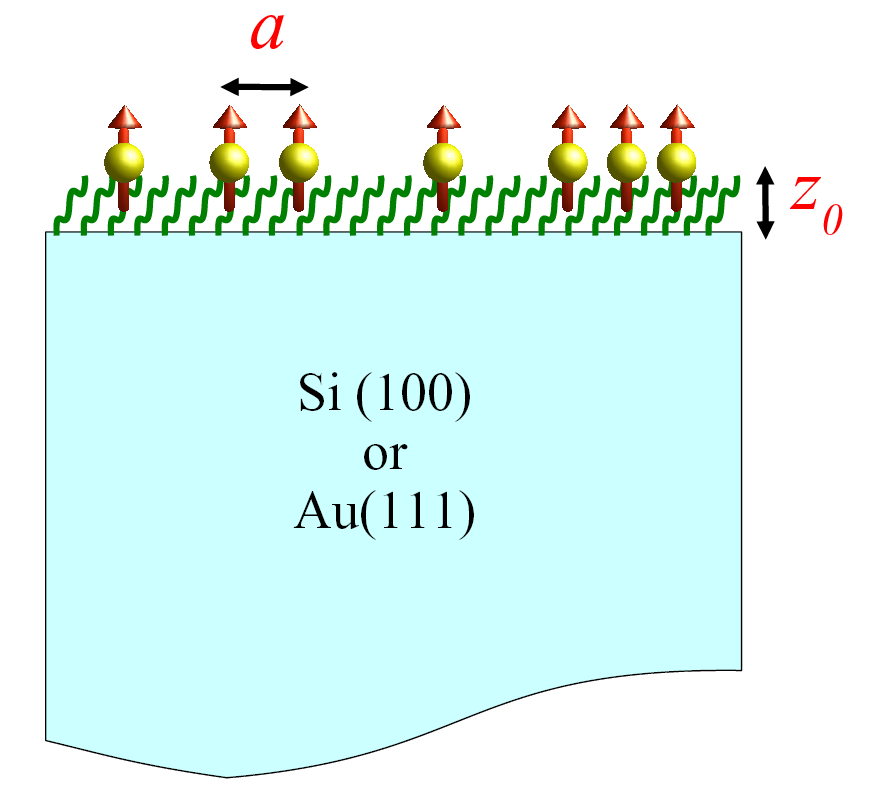 a
z0
Si (100)
or
Au(111)